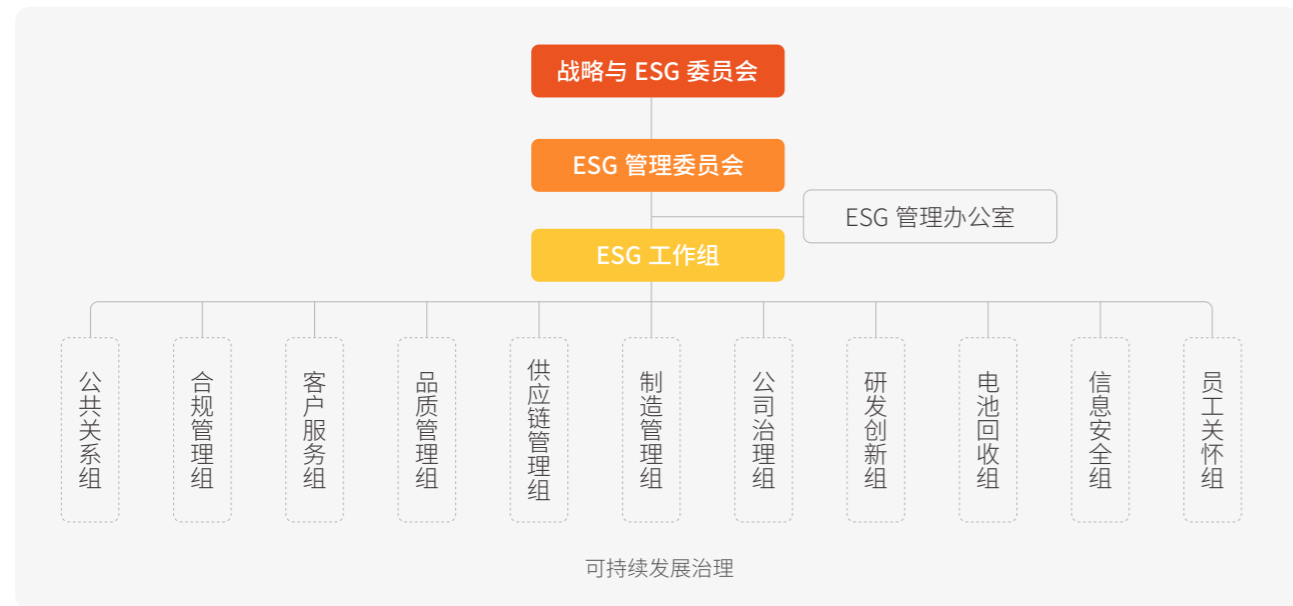 战略与 ESG 委员会
ESG 管理委员会
ESG 管理办公室
ESG 工作组
公共关系组
合规管理组
客户服务组
品质管理组
供应链管理组
制造管理组
公司治理组
研发创新组
电池回收组
信息安全组
员工关怀组
可持续发展治理